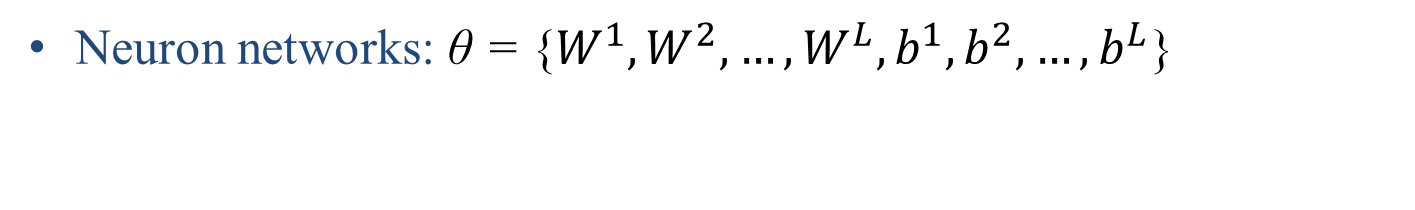 • Neuron networks: θ = {W¹, W², …, Wᴸ, b¹, b², …, bᴸ}